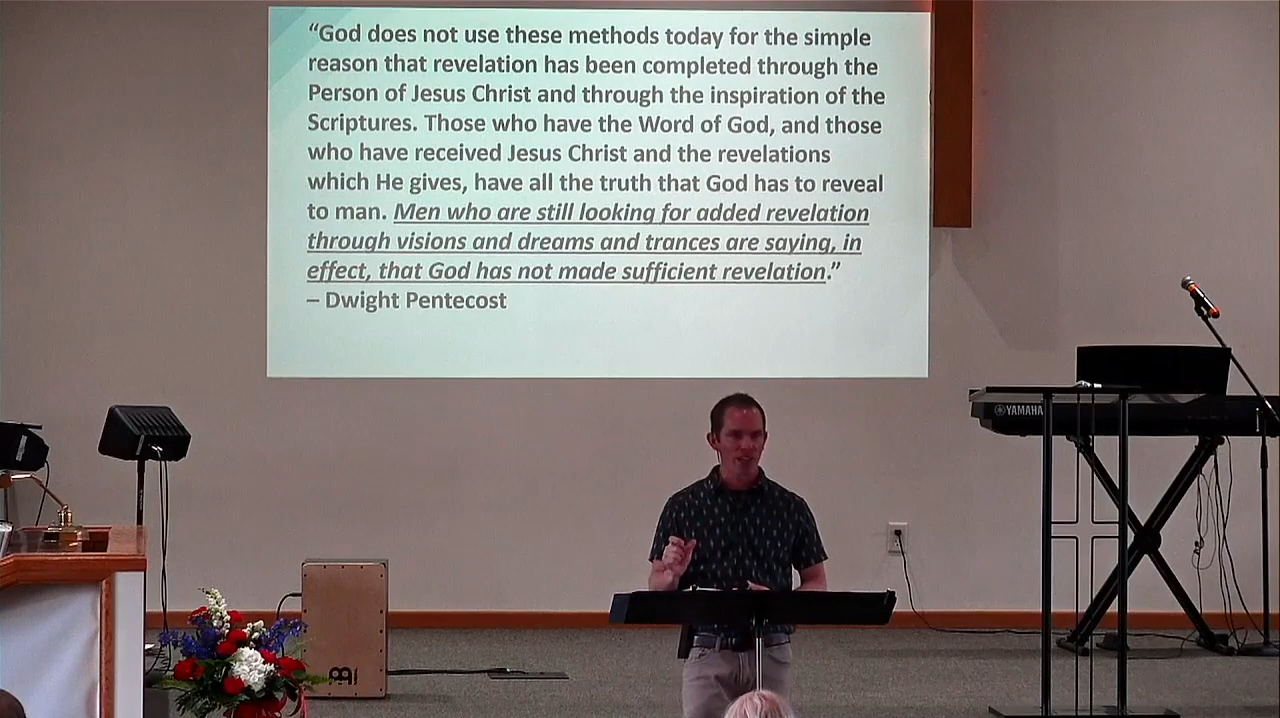 “God does not use these methods today for the simple
reason that revelation has been completed through the
Person of Jesus Christ and through the inspiration of the
Scriptures. Those who have the Word of God, and those
who have received Jesus Christ and the revelations
which He gives, have all the truth that God has to reveal
to man. Men who are still looking for added revelation
through visions and dreams and trances are saying, in
effect, that God has not made sufficient revelation.”
– Dwight Pentecost
YAMAHA